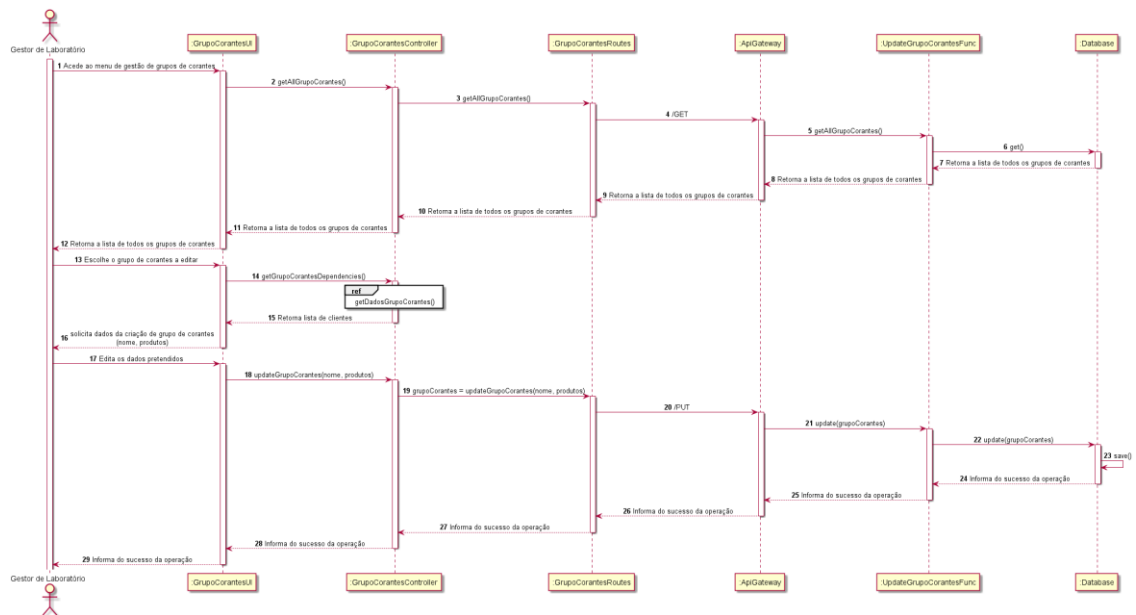 Gestor de Laboratório
:GrupoCorantesUI
:GrupoCorantesController
:GrupoCorantesRoutes
:ApiGateway
:UpdateGrupoCorantesFunc
:Database
1 Acede ao menu de gestão de grupos de corantes
2 getAllGrupoCorantes()
3 getAllGrupoCorantes()
4 /GET
5 getAllGrupoCorantes()
6 get()
7 Retorna a lista de todos os grupos de corantes
8 Retorna a lista de todos os grupos de corantes
9 Retorna a lista de todos os grupos de corantes
10 Retorna a lista de todos os grupos de corantes
11 Retorna a lista de todos os grupos de corantes
12 Retorna a lista de todos os grupos de corantes
13 Escolhe o grupo de corantes a editar
14 getGrupoCorantesDependencies()
ref
getDadosGrupoCorantes()
15 Retorna lista de clientes
16 solicita dados da criação de grupo de corantes
(nome, produtos)
17 Edita os dados pretendidos
18 updateGrupoCorantes(nome, produtos)
19 grupoCorantes = updateGrupoCorantes(nome, produtos)
20 /PUT
21 update(grupoCorantes)
22 update(grupoCorantes)
23 save()
24 Informa do sucesso da operação
25 Informa do sucesso da operação
26 Informa do sucesso da operação
27 Informa do sucesso da operação
28 Informa do sucesso da operação
29 Informa do sucesso da operação
Gestor de Laboratório
:GrupoCorantesUI
:GrupoCorantesController
:GrupoCorantesRoutes
:ApiGateway
:UpdateGrupoCorantesFunc
:Database